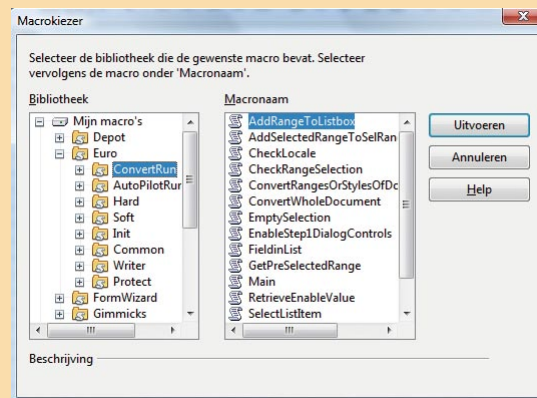 Macrokiezer
Selecteer de bibliotheek die de gewenste macro bevat. Selecteer
vervolgens de macro onder 'Macronaam'.
Bibliotheek
Mijn macro's
Depot
Euro
ConvertRun
AutoPilotRur
Hard
Soft
Init
Common
Writer
Protect
FormWizard
Gimmicks
Macronaam
AddRangeToListbox
AddSelectedRangeToSelRan
CheckLocale
CheckRangeSelection
ConvertRangesOrStylesOfDc
ConvertWholeDocument
EmptySelection
EnableStep1DialogControls
FieldinList
GetPreSelectedRange
Main
RetrieveEnableValue
SelectListItem
Uitvoeren
Annuleren
Help
Beschrijving